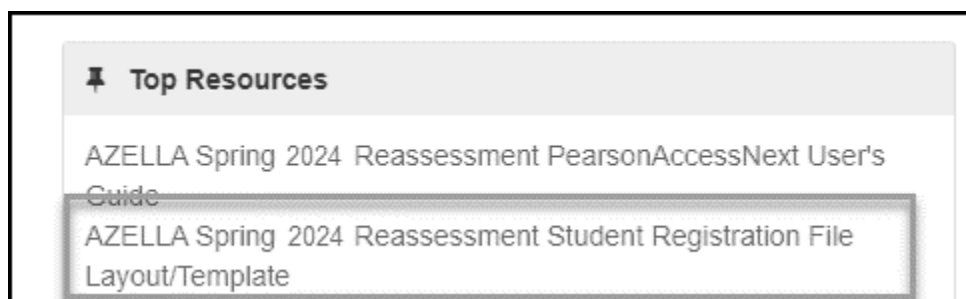 Top Resources
AZELLA Spring 2024 Reassessment PearsonAccessNext User's
Guide
AZELLA Spring 2024 Reassessment Student Registration File
Layout/Template